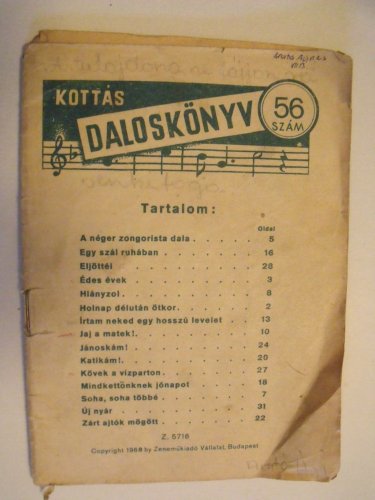 KOTTÁS
DALOSKÖNYV
56
SZÁM
Tartalom:
Oldal
A néger zongorista dala . . . . . 5
Egy szál ruhában . . . . . 16
Eljöttél . . . . . 28
Édes évek . . . . . 3
Hiányzol . . . . . 8
Holnap délután ötkor . . . . . 2
Írtam neked egy hosszú levelet . . . . . 13
Jaj a matek! . . . . . 10
Jánoskám! . . . . . 24
Katikám! . . . . . 20
Kövek a vízparton . . . . . 27
Mindkettőnknek jónapot . . . . . 18
Soha, soha többé . . . . . 7
Új nyár . . . . . 31
Zárt ajtók mögött . . . . . 22
Z. 5716
Copyright 1968 by Zeneműkiadó Vállalat, Budapest